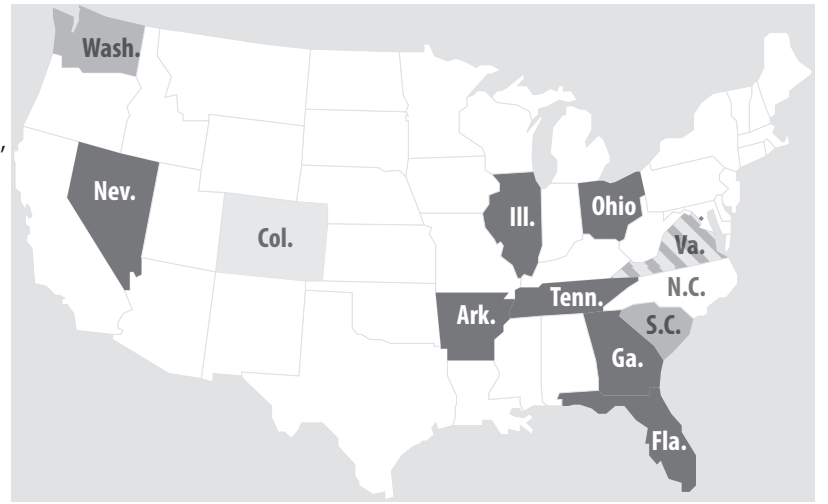 Wash.
,
Nev.
Col.
Ill.
Ohio
Va.
N.C.
Tenn.
Ark.
S.C.
Ga.
Fla.